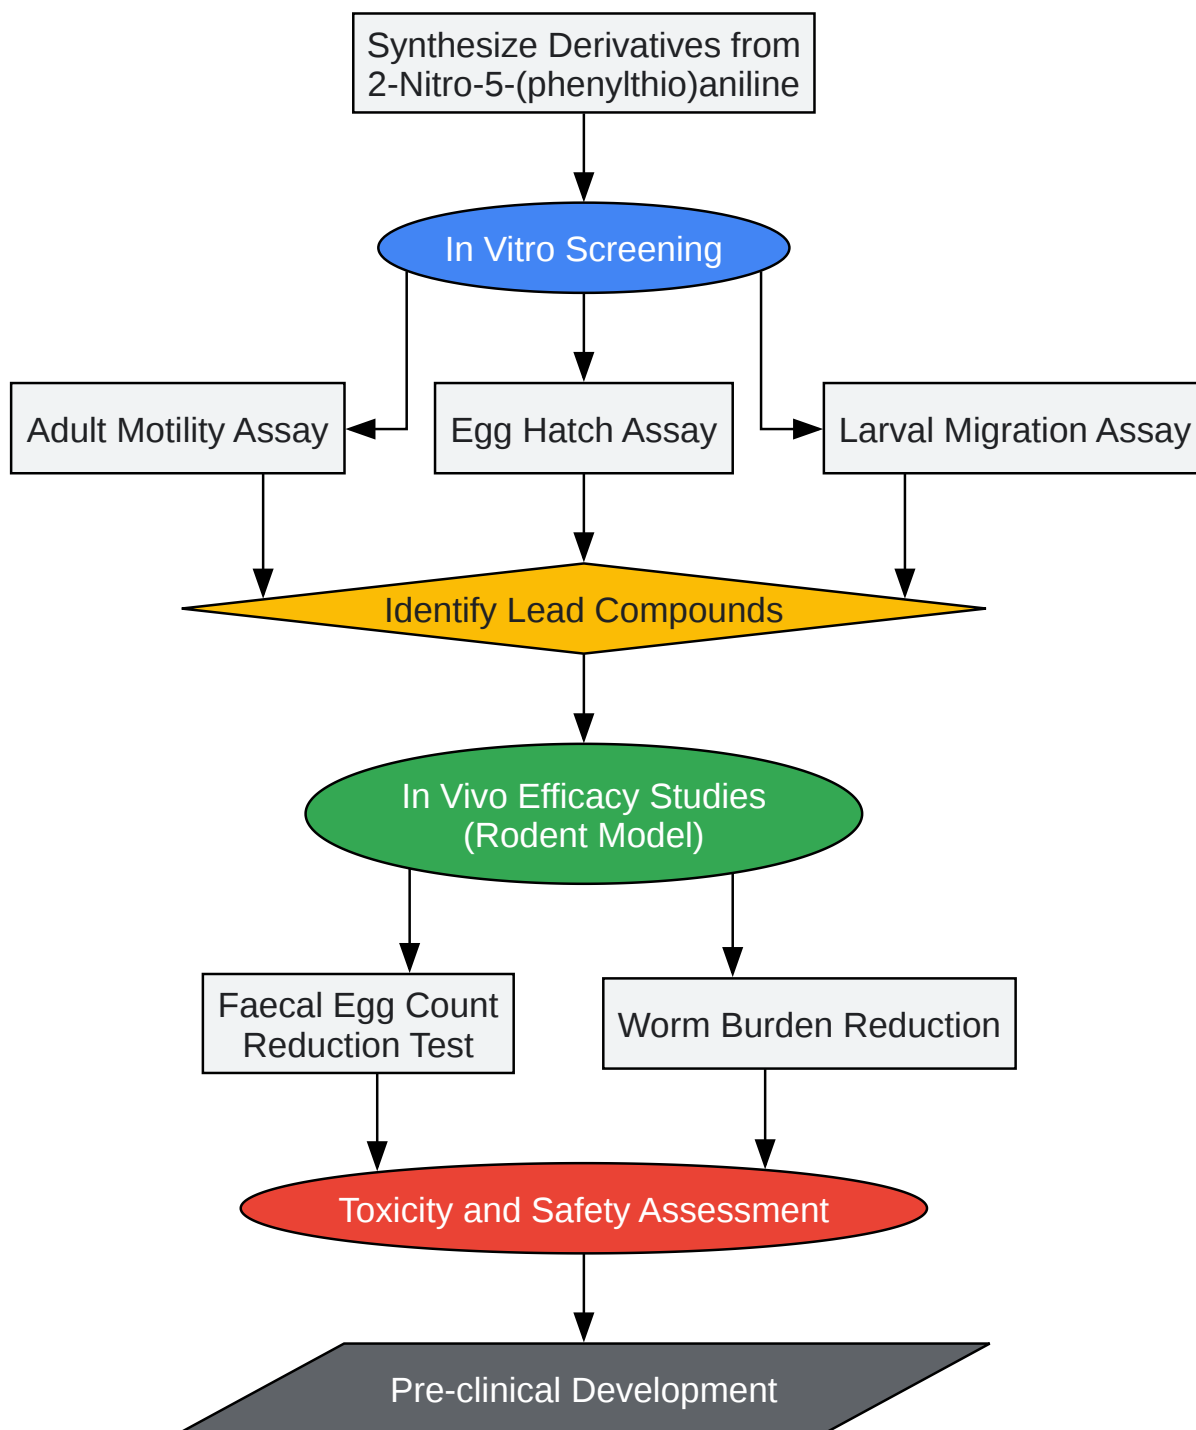 Synthesize Derivatives from
2-Nitro-5-(phenylthio)aniline
In Vitro Screening
Adult Motility Assay
Egg Hatch Assay
Larval Migration Assay
Identify Lead Compounds
In Vivo Efficacy Studies
(Rodent Model)
Faecal Egg Count
Reduction Test
Worm Burden Reduction
Toxicity and Safety Assessment
Pre-clinical Development